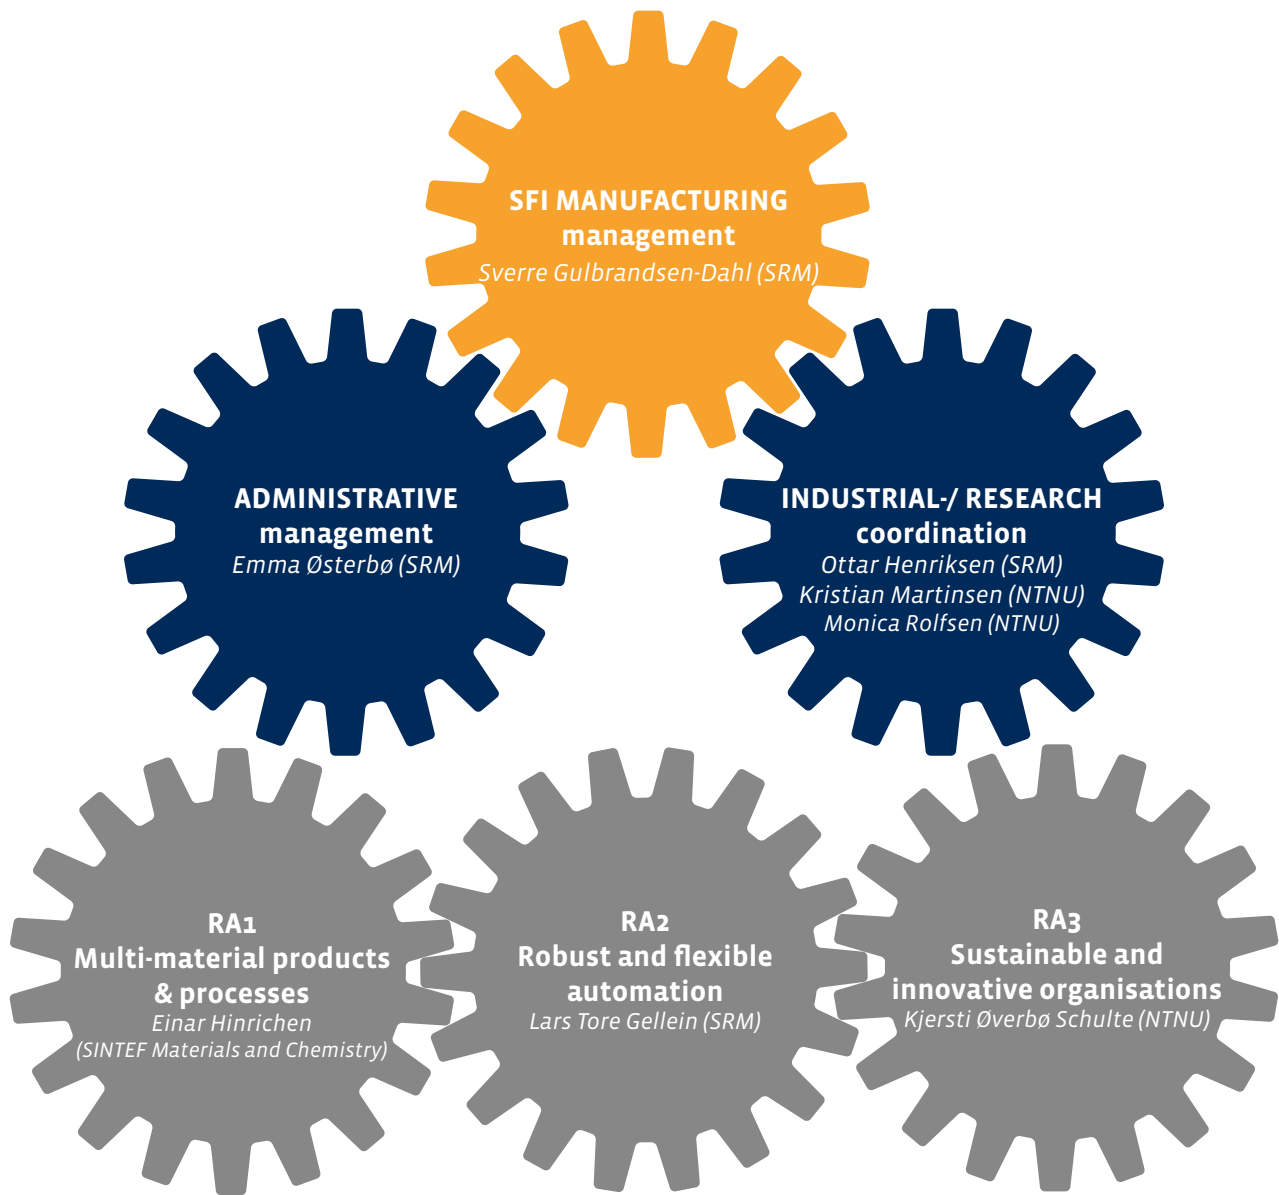 SFI MANUFACTURING
management
Sverre Gulbrandsen-Dahl (SRM)
ADMINISTRATIVE
management
Emma Østerbø (SRM)
INDUSTRIAL-/ RESEARCH
coordination
Ottar Henriksen (SRM)
Kristian Martinsen (NTNU)
Monica Rolfsen (NTNU)
RA1
Multi-material products
& processes
Einar Hinrichen
(SINTEF Materials and Chemistry)
RA2
Robust and flexible
automation
Lars Tore Gellein (SRM)
RA3
Sustainable and
innovative organisations
Kjersti Øverbø Schulte (NTNU)